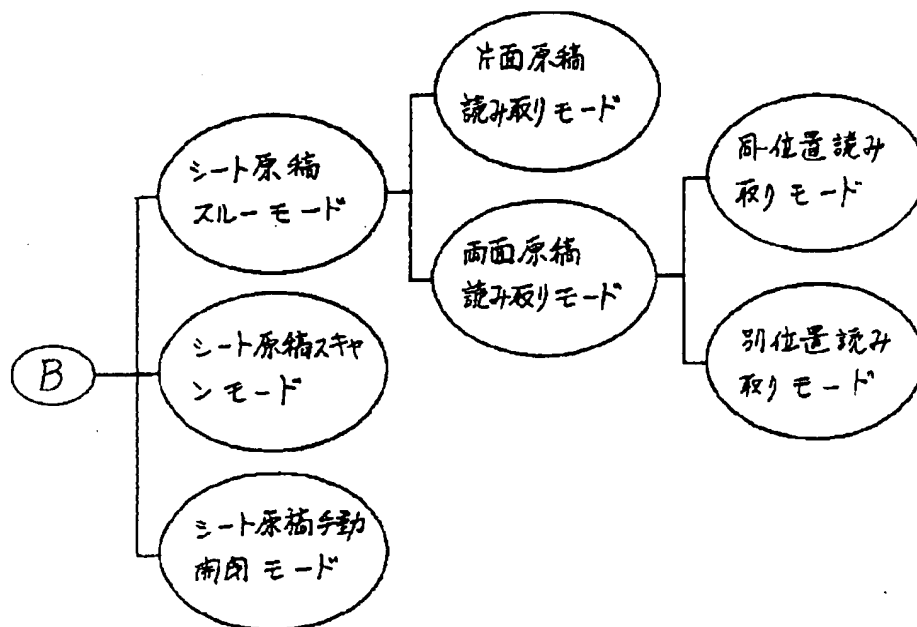 片面原稿
読み取りモード
シート原稿
スルーモード
同一位置読み
取りモード
両面原稿
読み取りモード
シート原稿スキャ
ンモード
別位置読み
取りモード
B
シート原稿手動
開閉モード